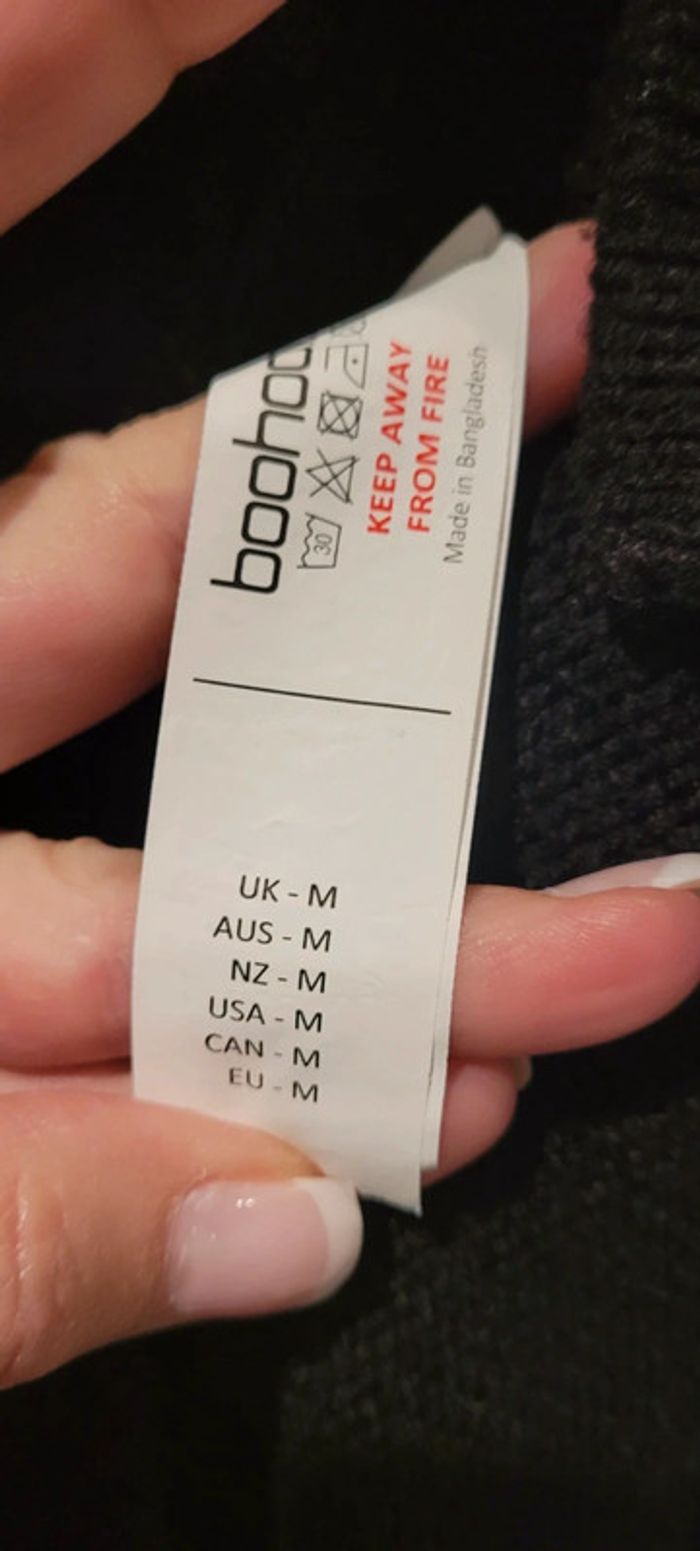 boohoo
30
KEEP AWAY
FROM FIRE
Made in Bangladesh
UK - M
AUS - M
NZ - M
USA - M
CAN - M
EU - M